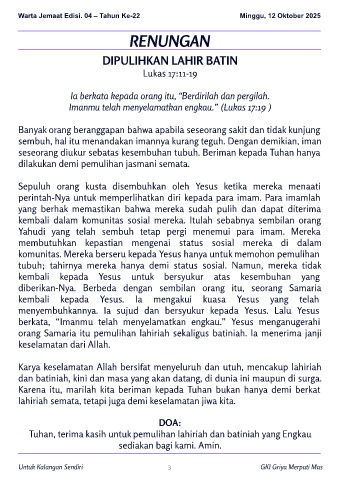 Warta Jemaat Edisi. 04 – Tahun Ke-22 Minggu, 12 Oktober 2025
RENUNGAN
DIPULIHKAN LAHIR BATIN
Lukas 17:11-19
Ia berkata kepada orang itu, “Berdirilah dan pergilah.
Imanmu telah menyelamatkan engkau.” (Lukas 17:19 )
Banyak orang beranggapan bahwa apabila seseorang sakit dan tidak kunjung
sembuh, hal itu menandakan imannya kurang teguh. Dengan demikian, iman
seseorang diukur sebatas kesembuhan tubuh. Beriman kepada Tuhan hanya
dilakukan demi pemulihan jasmani semata.
Sepuluh orang kusta disembuhkan oleh Yesus ketika mereka menaati
perintah-Nya untuk memperlihatkan diri kepada para imam. Para imamlah
yang berhak memastikan bahwa mereka sudah pulih dan dapat diterima
kembali dalam komunitas sosial mereka. Itulah sebabnya sembilan orang
Yahudi yang telah sembuh tetap pergi menemui para imam. Mereka
membutuhkan kepastian mengenai status sosial mereka di dalam
komunitas. Mereka berseru kepada Yesus hanya untuk memohon pemulihan
tubuh; tahirnya mereka hanya demi status sosial. Namun, mereka tidak
kembali kepada Yesus untuk bersyukur atas kesembuhan yang
diberikan-Nya. Berbeda dengan sembilan orang itu, seorang Samaria
kembali kepada Yesus. Ia mengakui kuasa Yesus yang telah
menyembuhkannya. Ia sujud dan bersyukur kepada Yesus. Lalu Yesus
berkata, “Imanmu telah menyelamatkan engkau.” Yesus menganugerahi
orang Samaria itu pemulihan lahiriah sekaligus batiniah. Ia menerima janji
keselamatan dari Allah.
Karya keselamatan Allah bersifat menyeluruh dan utuh, mencakup lahiriah
dan batiniah, kini dan masa yang akan datang, di dunia ini maupun di surga.
Karena itu, marilah kita beriman kepada Tuhan bukan hanya demi berkat
lahiriah semata, tetapi juga demi keselamatan jiwa kita.
DOA:
Tuhan, terima kasih untuk pemulihan lahiriah dan batiniah yang Engkau
sediakan bagi kami. Amin.
Untuk Kalangan Sendiri 3 GKI Griya Merpati Mas